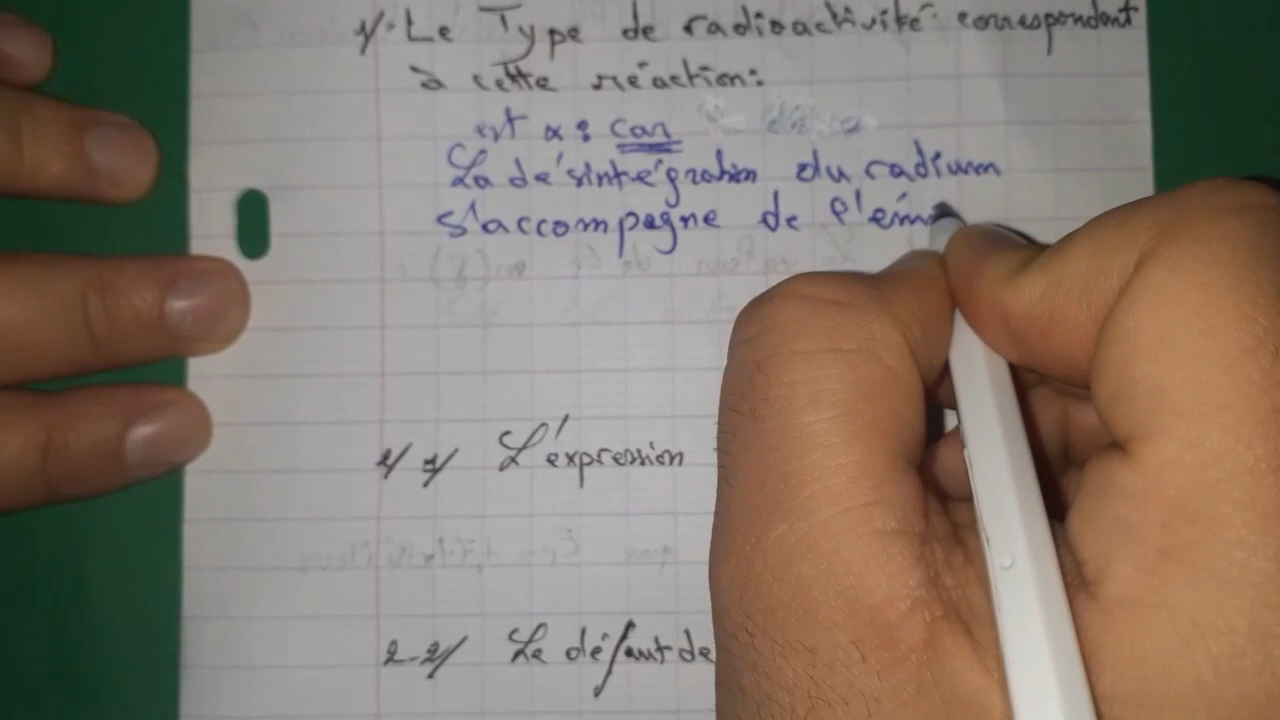 1/- Le Type de radioactivité correspondant
à cette réaction:
est α : car
La désintégration du radium
s'accompagne de l'ém
2/ 1/ L'expression
2-2/ Le défaut de